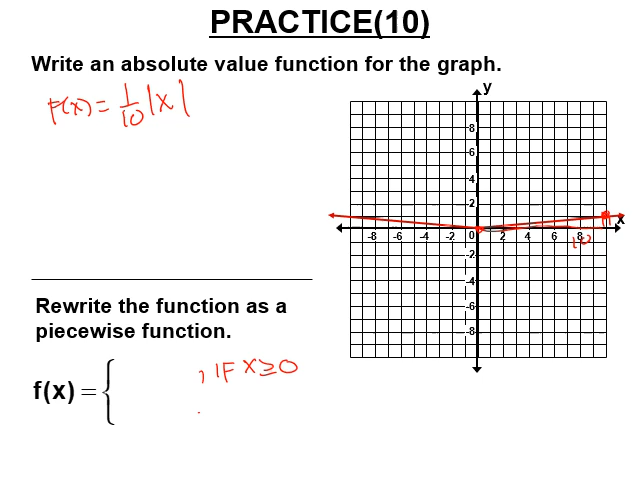 PRACTICE(10)
Write an absolute value function for the graph.
f(x) = 1/10 |x|
y
8
6
4
2
x
-8 -6 -4 -2 0 2 4 6 8
10
-2
-4
-6
-8
Rewrite the function as a
piecewise function.
, IF X ≥ 0
f(x) = {